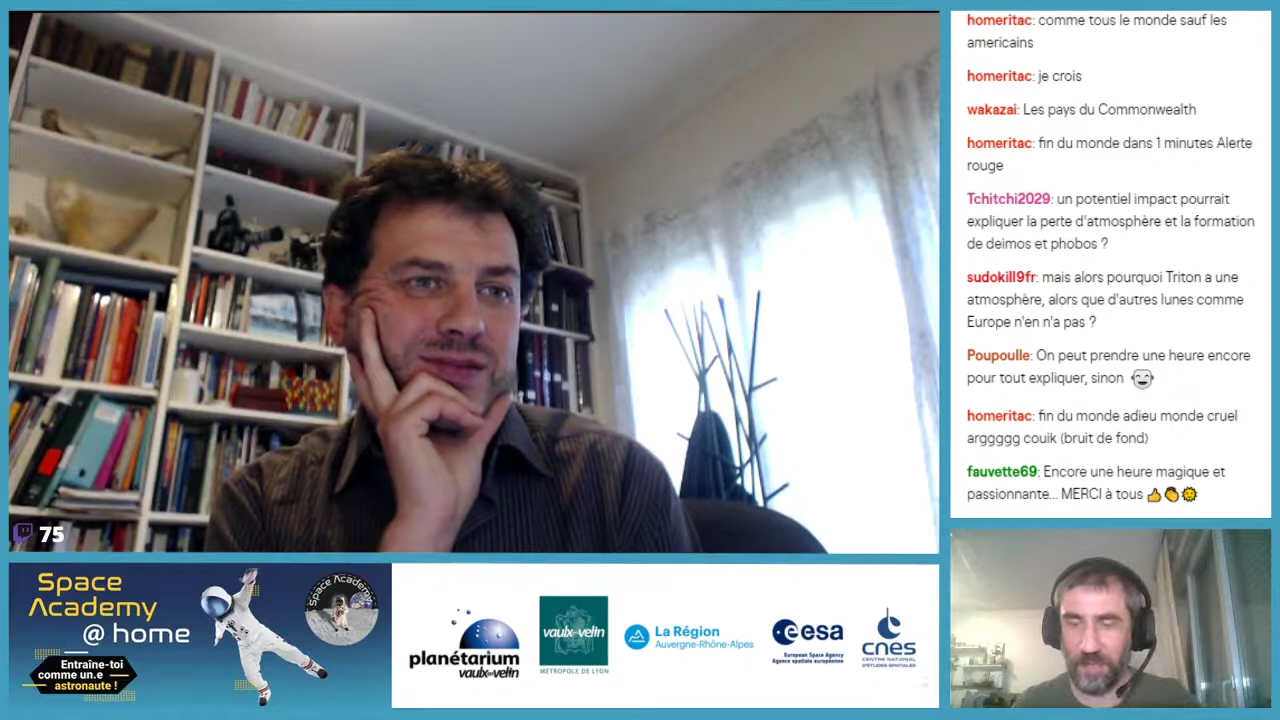 homeritac: comme tous le monde sauf les
americains
homeritac: je crois
wakazai: Les pays du Commonwealth
homeritac: fin du monde dans 1 minutes Alerte
rouge
Tchitchi2029: un potentiel impact pourrait
expliquer la perte d'atmosphère et la formation
de deimos et phobos ?
sudokill9fr: mais alors pourquoi Triton a une
atmosphère, alors que d'autres lunes comme
Europe n'en n'a pas ?
Poupoulle: On peut prendre une heure encore
pour tout expliquer, sinon
homeritac: fin du monde adieu monde cruel
arggggg couik (bruit de fond)
fauvette69: Encore une heure magique et
passionnante... MERCI à tous 👍👏🌞
75
Space
Academy
@ home
Entraîne-toi
comme un.e
astronaute !
Space Academy
planétarium
vaulx-en-velin
vaulx-en-velin
MÉTROPOLE DE LYON
La Région
Auvergne-Rhône-Alpes
esa
European Space Agency
Agence spatiale européenne
cnes
CENTRE NATIONAL
D'ÉTUDES SPATIALES